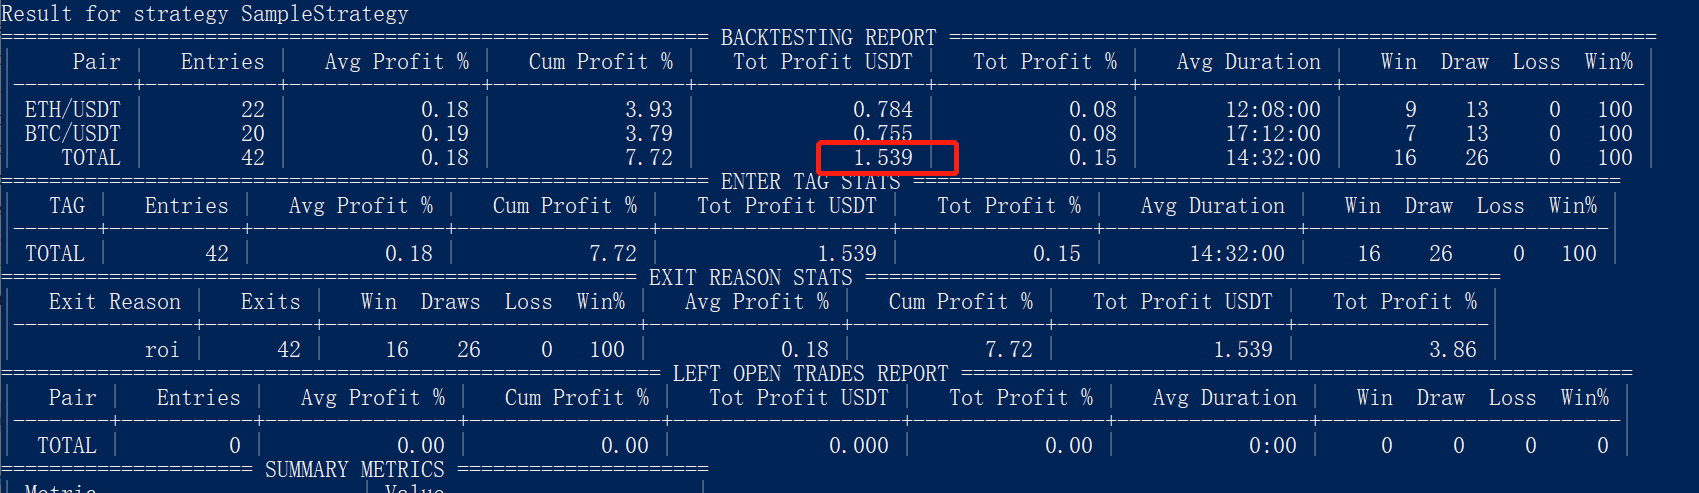 Result for strategy SampleStrategy
=========================================================== BACKTESTING REPORT ===========================================================
| Pair | Entries | Avg Profit % | Cum Profit % | Tot Profit USDT | Tot Profit % | Avg Duration | Win Draw Loss Win% |
| ETH/USDT | 22 | 0.18 | 3.93 | 0.784 | 0.08 | 12:08:00 | 9 13 0 100 |
| BTC/USDT | 20 | 0.19 | 3.79 | 0.755 | 0.08 | 17:12:00 | 7 13 0 100 |
| TOTAL | 42 | 0.18 | 7.72 | 1.539 | 0.15 | 14:32:00 | 16 26 0 100 |
=========================================================== ENTER TAG STATS ===========================================================
| TAG | Entries | Avg Profit % | Cum Profit % | Tot Profit USDT | Tot Profit % | Avg Duration | Win Draw Loss Win% |
| TOTAL | 42 | 0.18 | 7.72 | 1.539 | 0.15 | 14:32:00 | 16 26 0 100 |
===================================================== EXIT REASON STATS =====================================================
| Exit Reason | Exits | Win Draws Loss Win% | Avg Profit % | Cum Profit % | Tot Profit USDT | Tot Profit % |
| roi | 42 | 16 26 0 100 | 0.18 | 7.72 | 1.539 | 3.86 |
======================================================= LEFT OPEN TRADES REPORT ========================================================
| Pair | Entries | Avg Profit % | Cum Profit % | Tot Profit USDT | Tot Profit % | Avg Duration | Win Draw Loss Win% |
| TOTAL | 0 | 0.00 | 0.00 | 0.000 | 0.00 | 0:00 | 0 0 0 0 |
===================== SUMMARY METRICS =====================
| Metric | Value |